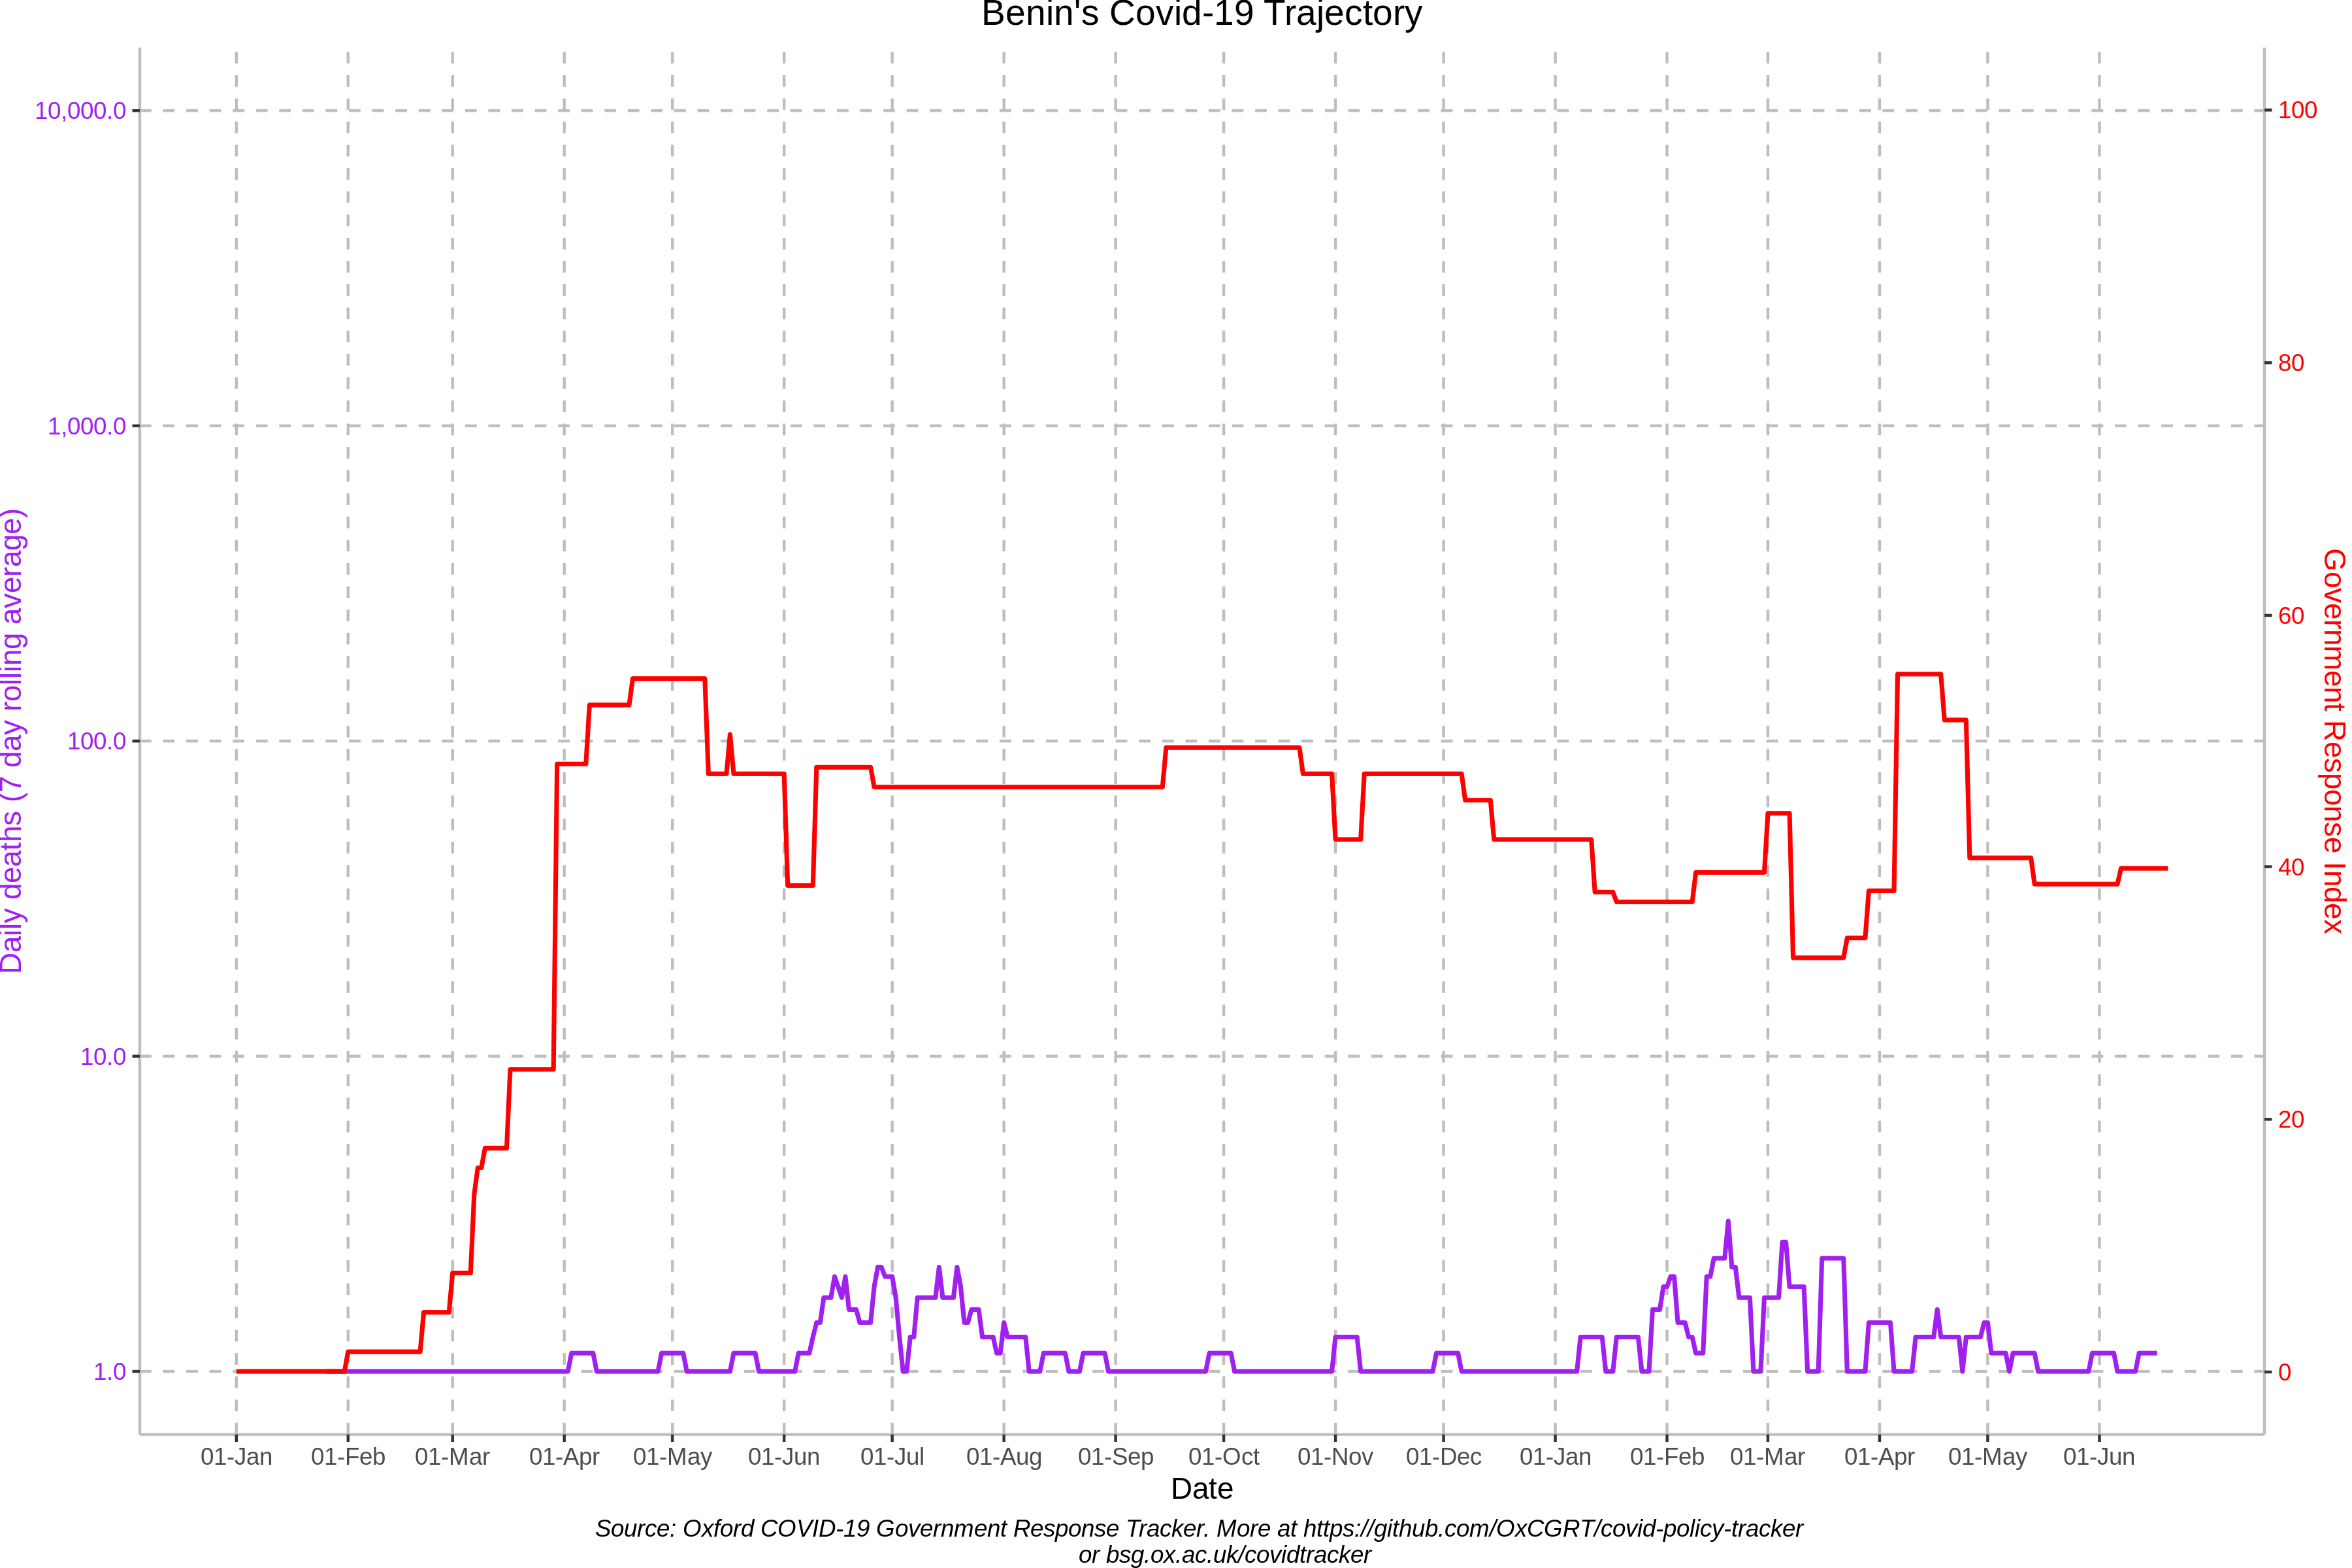 Benin's Covid-19 Trajectory
10,000.0
1,000.0
100.0
10.0
1.0
Daily deaths (7 day rolling average)
100
80
60
40
20
0
Government Response Index
01-Jan 01-Feb 01-Mar 01-Apr 01-May 01-Jun 01-Jul 01-Aug 01-Sep 01-Oct 01-Nov 01-Dec 01-Jan 01-Feb 01-Mar 01-Apr 01-May 01-Jun
Date
Source: Oxford COVID-19 Government Response Tracker. More at https://github.com/OxCGRT/covid-policy-tracker
or bsg.ox.ac.uk/covidtracker